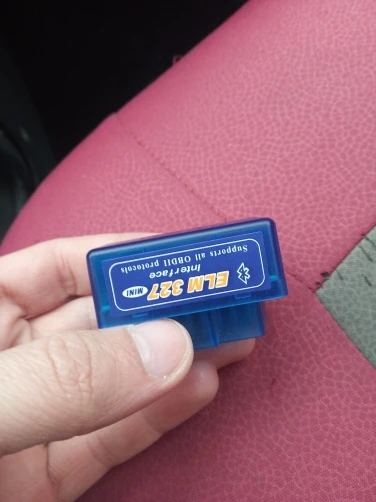 ELM 327 MINI
Interface
Supports all OBDII protocols